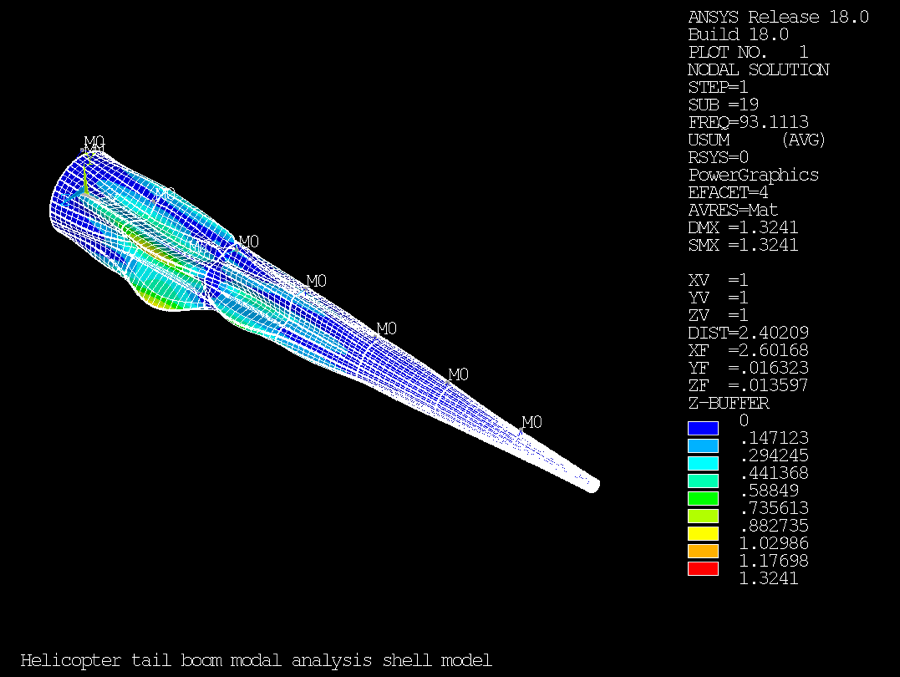 ANSYS Release 18.0
Build 18.0
PLOT NO. 1
NODAL SOLUTION
STEP=1
SUB =19
FREQ=93.1113
USUM (AVG)
RSYS=0
PowerGraphics
EFACET=4
AVRES=Mat
DMX =1.3241
SMX =1.3241
XV =1
YV =1
ZV =1
DIST=2.40209
XF =2.60168
YF =.016323
ZF =.013597
Z-BUFFER
0
.147123
.294245
.441368
.58849
.735613
.882735
1.02986
1.17698
1.3241
M0
M0
M0
M0
M0
M0
M0
Helicopter tail boom modal analysis shell model